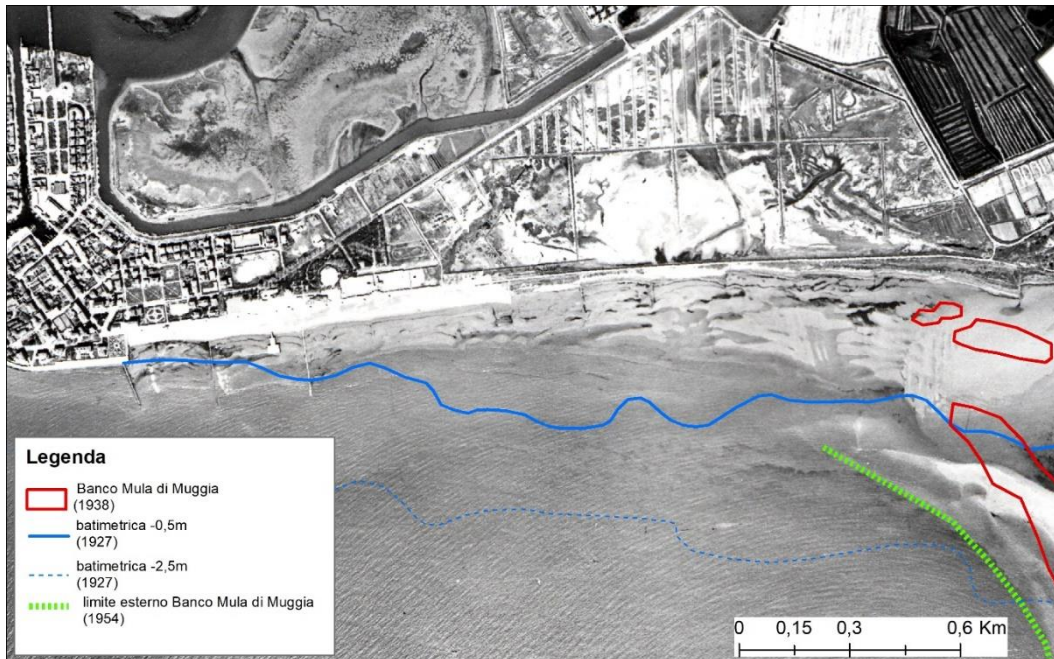 Legenda
Banco Mula di Muggia
(1938)
batimetrica -0,5m
(1927)
batimetrica -2,5m
(1927)
limite esterno Banco Mula di Muggia
(1954)
0 0,15 0,3 0,6 Km